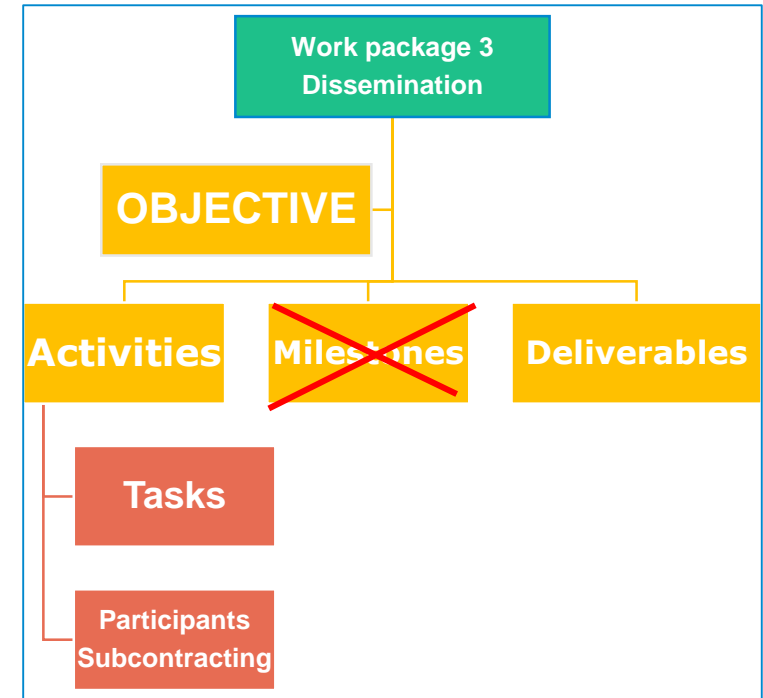 Work package 3
Dissemination
OBJECTIVE
Activities
Milestones
Deliverables
Tasks
Participants
Subcontracting